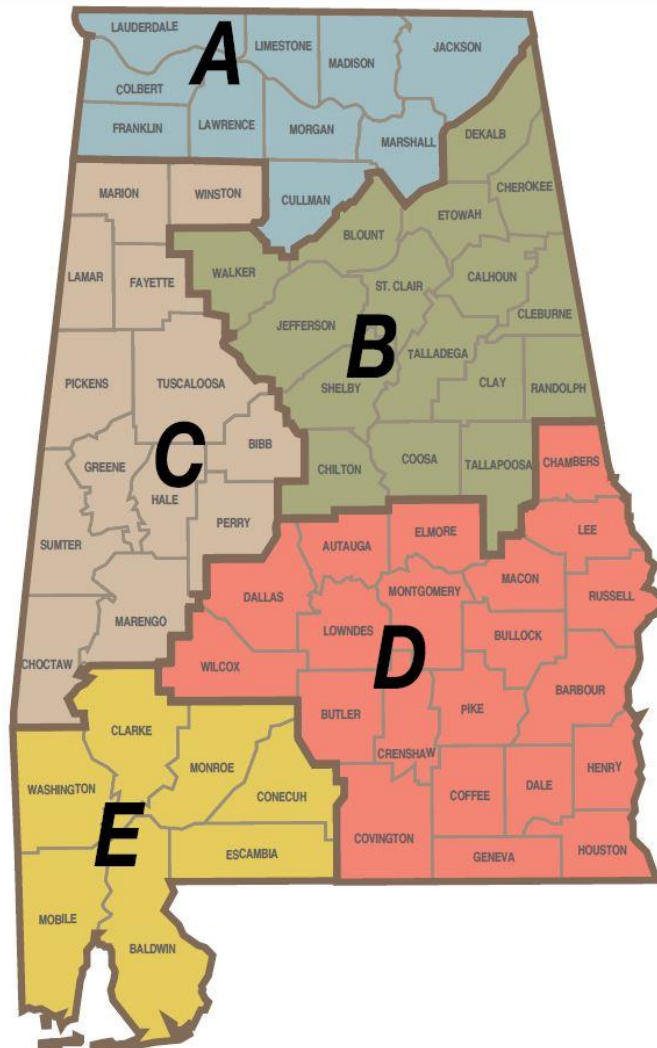 LAUDERDALE
LIMESTONE
MADISON
JACKSON
A
COLBERT
FRANKLIN
LAWRENCE
MORGAN
MARSHALL
DEKALB
CULLMAN
CHEROKEE
MARION
WINSTON
ETOWAH
BLOUNT
WALKER
LAMAR
FAYETTE
ST. CLAIR
CALHOUN
CLEBURNE
JEFFERSON
B
TALLADEGA
PICKENS
TUSCALOOSA
SHELBY
CLAY
RANDOLPH
C
BIBB
GREENE
HALE
CHILTON
COOSA
TALLAPOOSA
CHAMBERS
PERRY
SUMTER
AUTAUGA
ELMORE
LEE
DALLAS
MONTGOMERY
MACON
RUSSELL
MARENGO
LOWNDES
D
BULLOCK
CHOCTAW
WILCOX
BARBOUR
BUTLER
PIKE
CLARKE
CRENSHAW
MONROE
HENRY
WASHINGTON
CONECUH
COFFEE
DALE
E
COVINGTON
ESCAMBIA
GENEVA
HOUSTON
MOBILE
BALDWIN